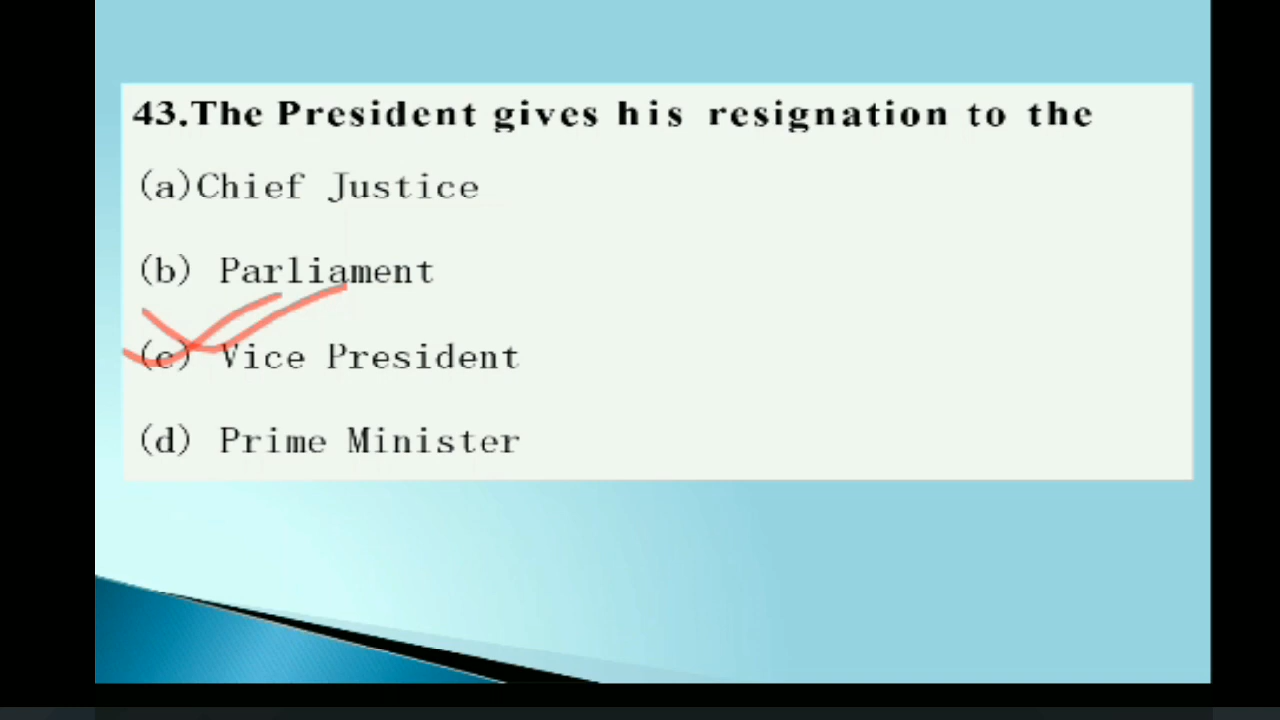 43.The President gives his resignation to the
(a)Chief Justice
(b) Parliament
(c) Vice President
(d) Prime Minister